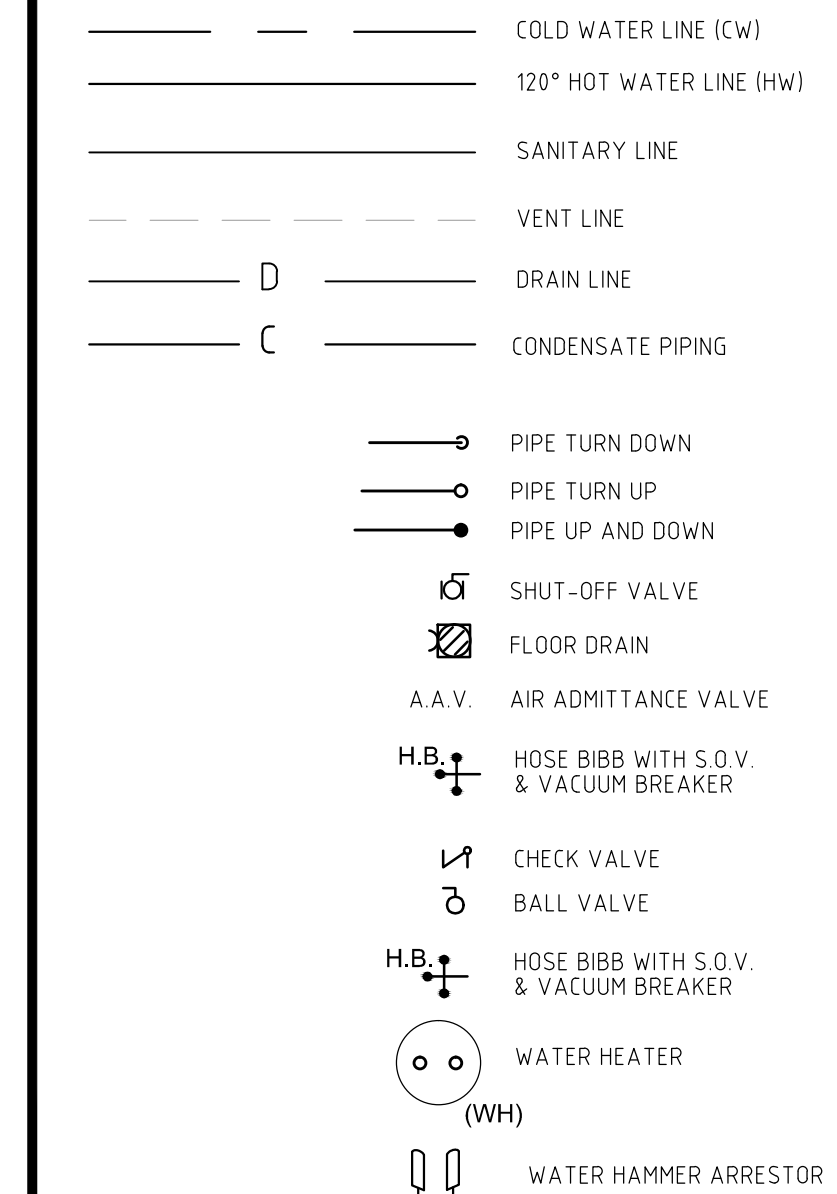 COLD WATER LINE (CW)
120° HOT WATER LINE (HW)
SANITARY LINE
VENT LINE
D DRAIN LINE
C CONDENSATE PIPING
PIPE TURN DOWN
PIPE TURN UP
PIPE UP AND DOWN
SHUT-OFF VALVE
FLOOR DRAIN
A.A.V. AIR ADMITTANCE VALVE
H.B. HOSE BIBB WITH S.O.V.
& VACUUM BREAKER
CHECK VALVE
BALL VALVE
H.B. HOSE BIBB WITH S.O.V.
& VACUUM BREAKER
WATER HEATER
(WH)
WATER HAMMER ARRESTOR